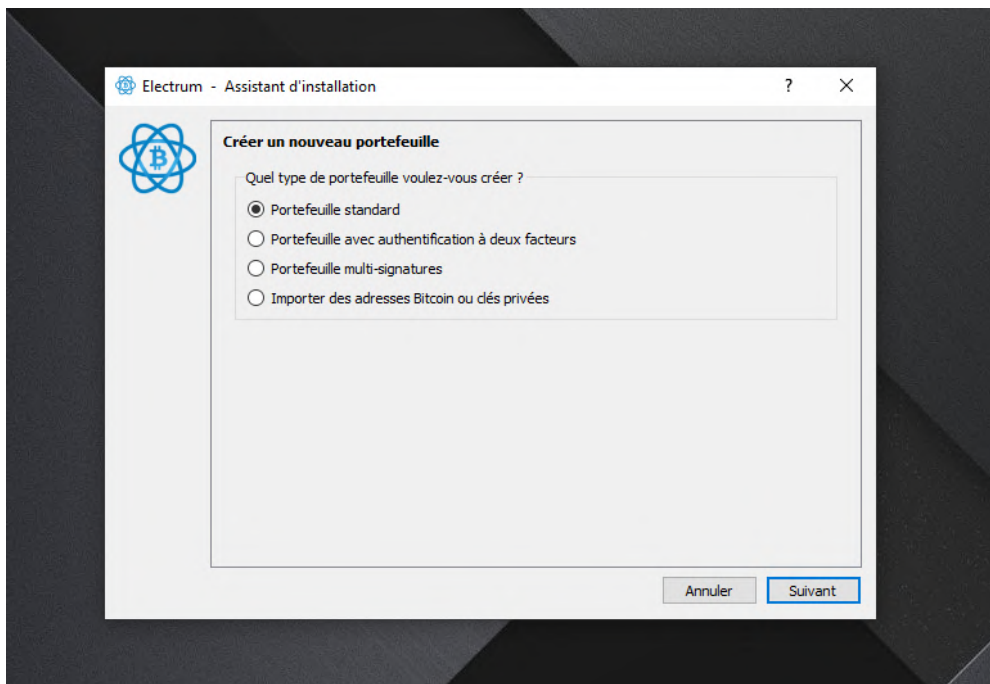 Electrum - Assistant d'installation
Créer un nouveau portefeuille
Quel type de portefeuille voulez-vous créer ?
Portefeuille standard
Portefeuille avec authentification à deux facteurs
Portefeuille multi-signatures
Importer des adresses Bitcoin ou clés privées
Annuler Suivant